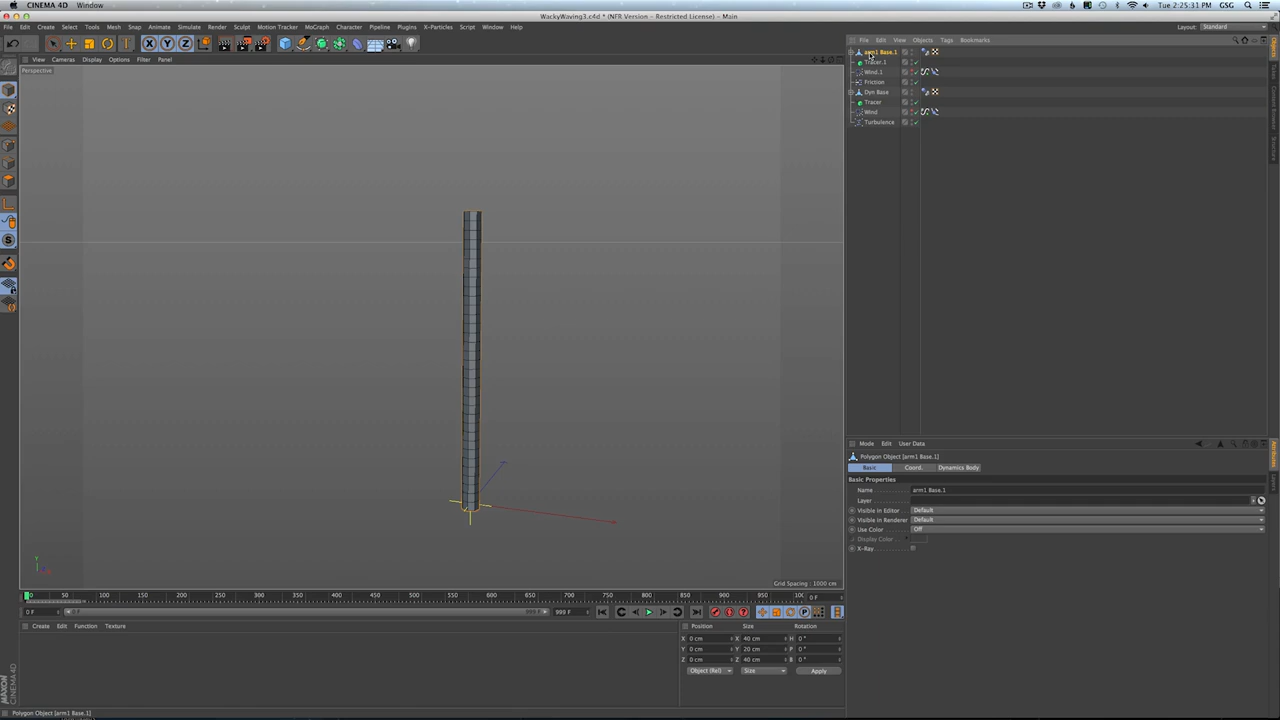 CINEMA 4D Window
Tue 2:25:31 PM GSG
WackyWaving3.c4d * (NFR Version - Restricted License) - Main
File Edit Create Select Tools Mesh Snap Animate Simulate Render Sculpt Motion Tracker MoGraph Character Pipeline Plugins X-Particles Script Window Help
Layout: Standard
View Cameras Display Options Filter Panel
File Edit View Objects Tags Bookmarks
Perspective
arm1 Base.1
Tracer.1
Wind.1
Friction
Dyn Base
Tracer
Wind
Turbulence
Y
Grid Spacing : 1000 cm
Mode Edit User Data
Polygon Object [arm1 Base.1]
Basic Coord. Dynamics Body
Basic Properties
Name arm1 Base.1
Layer
Visible in Editor Default
Visible in Renderer Default
Use Color Off
Display Color
X-Ray
0 50 100 150 200 250 300 350 400 450 500 550 600 650 700 750 800 850 900 950 0 F
0 F 0 F 999 F 999 F
Create Edit Function Texture
Position Size Rotation
X 0 cm X 40 cm H 0 °
Y 0 cm Y 20 cm P 0 °
Z 0 cm Z 40 cm B 0 °
Object (Rel) Size Apply
MAXON CINEMA 4D
Polygon Object [arm1 Base.1]